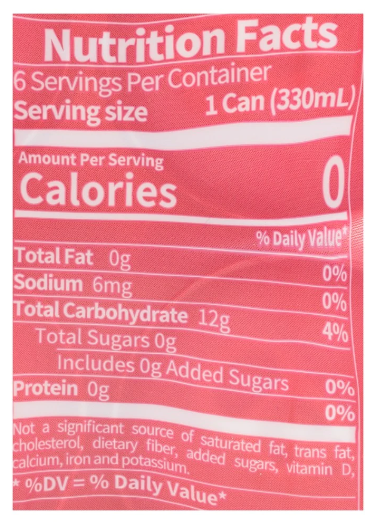 Nutrition Facts
6 Servings Per Container
Serving size 1 Can (330mL)
Amount Per Serving
Calories 0
% Daily Value*
Total Fat 0g 0%
Sodium 6mg 0%
Total Carbohydrate 12g 4%
Total Sugars 0g
Includes 0g Added Sugars 0%
Protein 0g 0%
Not a significant source of saturated fat, trans fat,
cholesterol, dietary fiber, added sugars, vitamin D,
calcium, iron and potassium.
* %DV = % Daily Value*